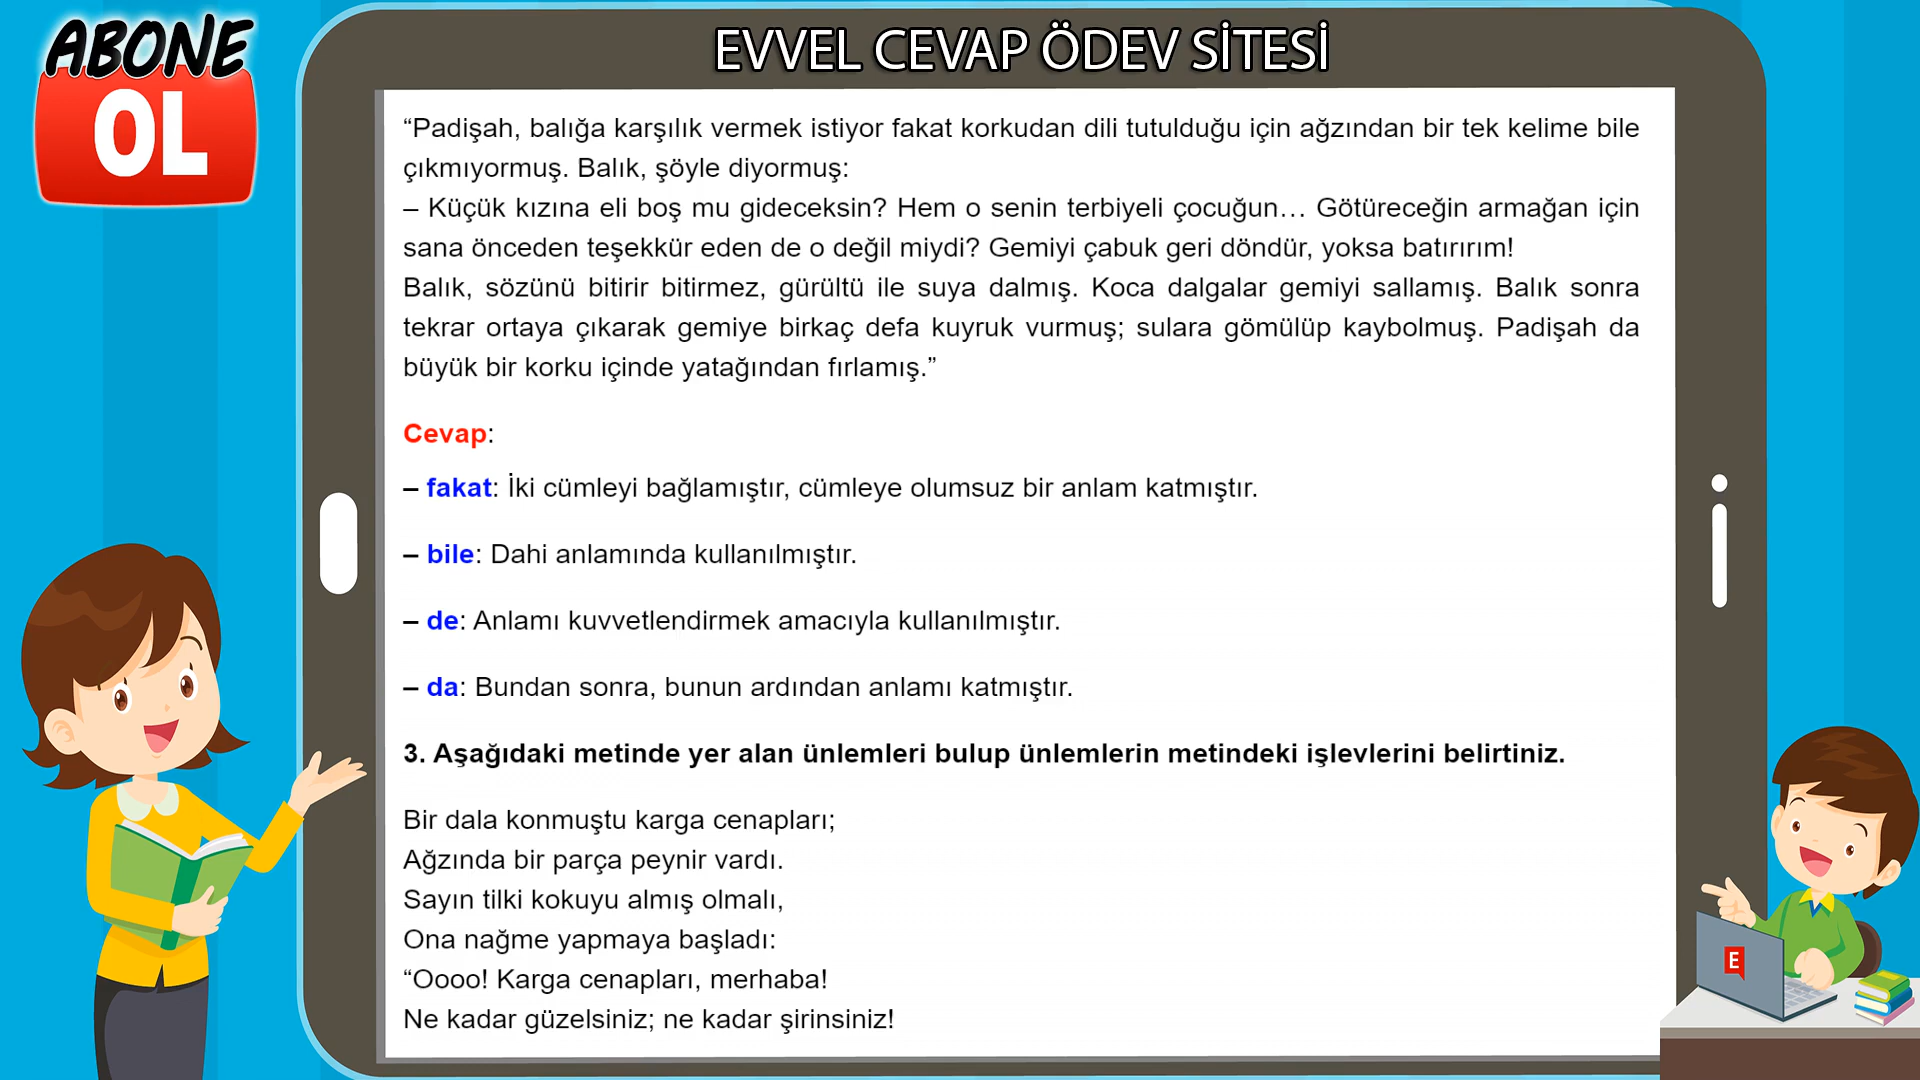 ABONE
OL
EVVEL CEVAP ÖDEV SİTESİ
“Padişah, balığa karşılık vermek istiyor fakat korkudan dili tutulduğu için ağzından bir tek kelime bile
çıkmıyormuş. Balık, şöyle diyormuş:
– Küçük kızına eli boş mu gideceksin? Hem o senin terbiyeli çocuğun… Götüreceğin armağan için
sana önceden teşekkür eden de o değil miydi? Gemiyi çabuk geri döndür, yoksa batırırım!
Balık, sözünü bitirir bitirmez, gürültü ile suya dalmış. Koca dalgalar gemiyi sallamış. Balık sonra
tekrar ortaya çıkarak gemiye birkaç defa kuyruk vurmuş; sulara gömülüp kaybolmuş. Padişah da
büyük bir korku içinde yatağından fırlamış.”
Cevap:
– fakat: İki cümleyi bağlamıştır, cümleye olumsuz bir anlam katmıştır.
– bile: Dahi anlamında kullanılmıştır.
– de: Anlamı kuvvetlendirmek amacıyla kullanılmıştır.
– da: Bundan sonra, bunun ardından anlamı katmıştır.
3. Aşağıdaki metinde yer alan ünlemleri bulup ünlemlerin metindeki işlevlerini belirtiniz.
Bir dala konmuştu karga cenapları;
Ağzında bir parça peynir vardı.
Sayın tilki kokuyu almış olmalı,
Ona nağme yapmaya başladı:
“Oooo! Karga cenapları, merhaba!
Ne kadar güzelsiniz; ne kadar şirinsiniz!
E